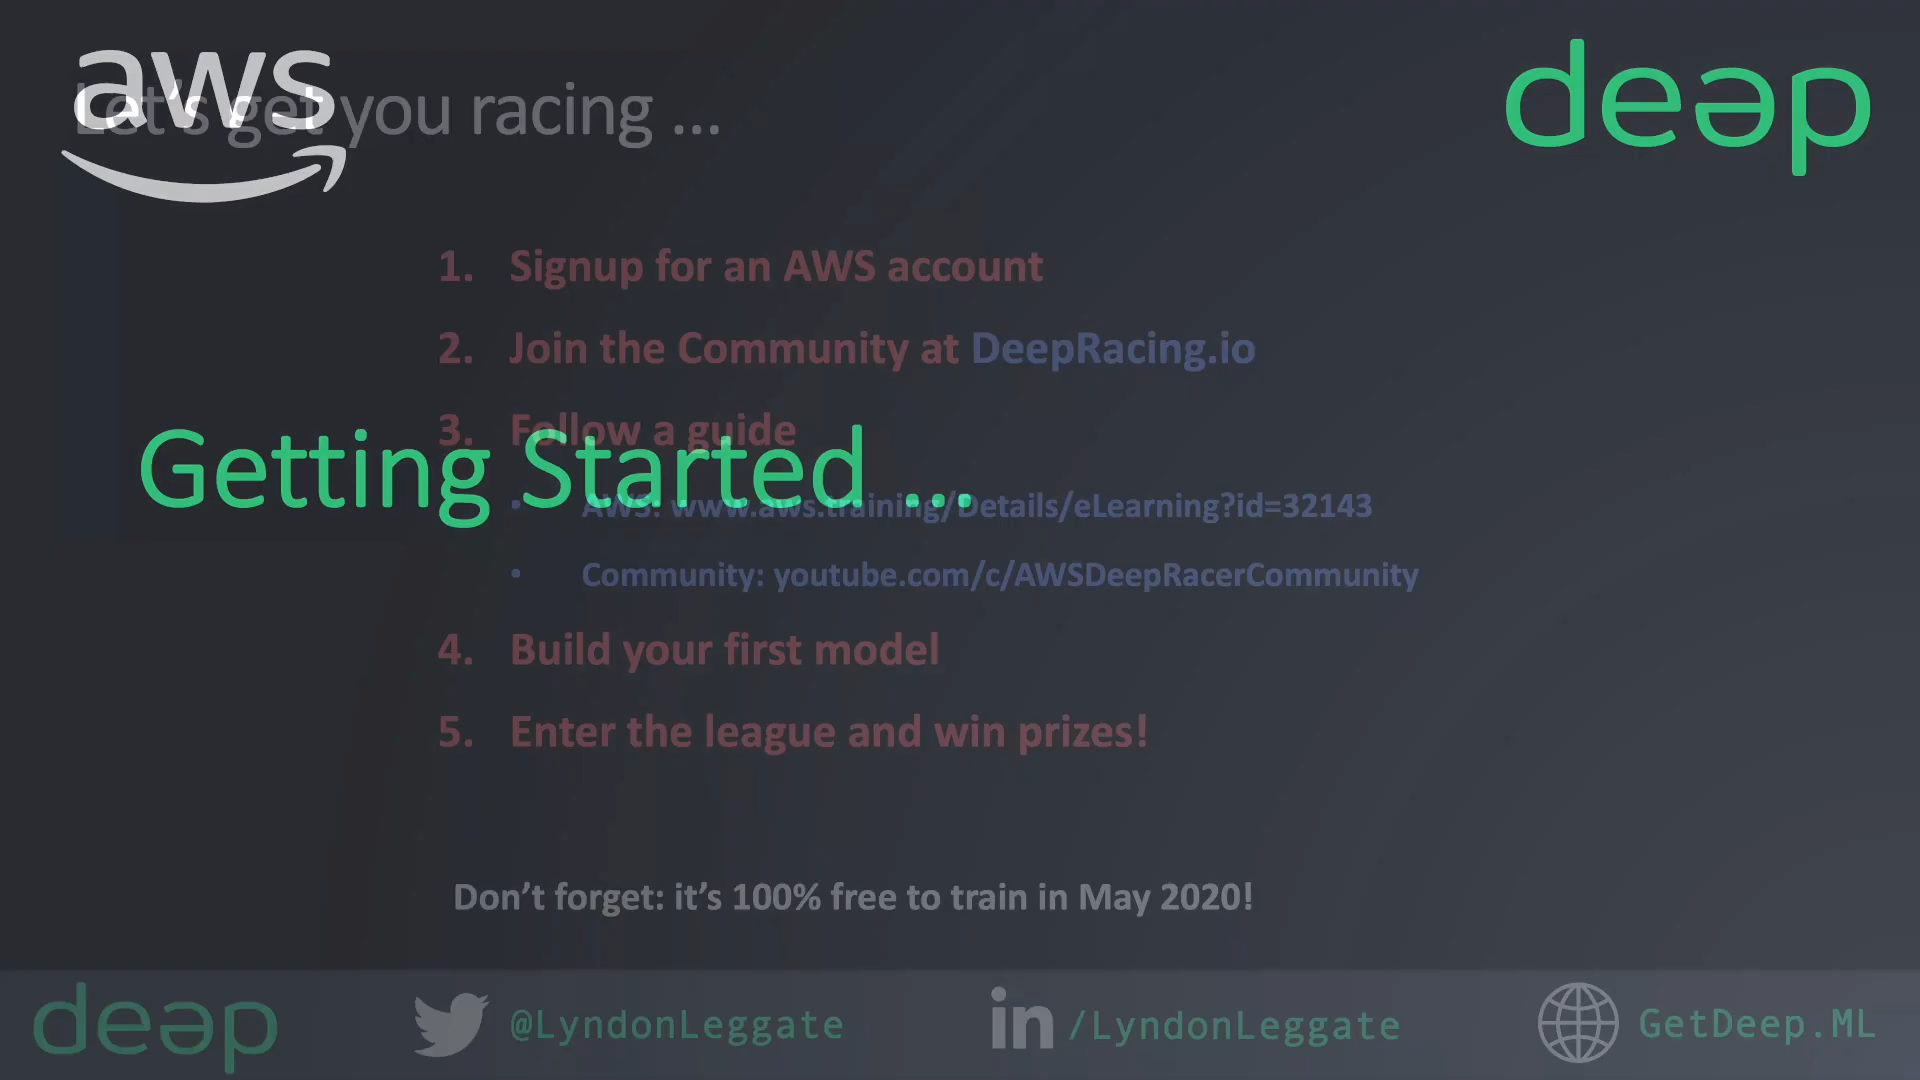 aws
deep
Let's get you racing ...
1. Signup for an AWS account
2. Join the Community at DeepRacing.io
3. Follow a guide
Getting Started ...
• AWS: www.aws.training/Details/eLearning?id=32143
• Community: youtube.com/c/AWSDeepRacerCommunity
4. Build your first model
5. Enter the league and win prizes!
Don't forget: it's 100% free to train in May 2020!
deep
@LyndonLeggate
in /LyndonLeggate
GetDeep.ML